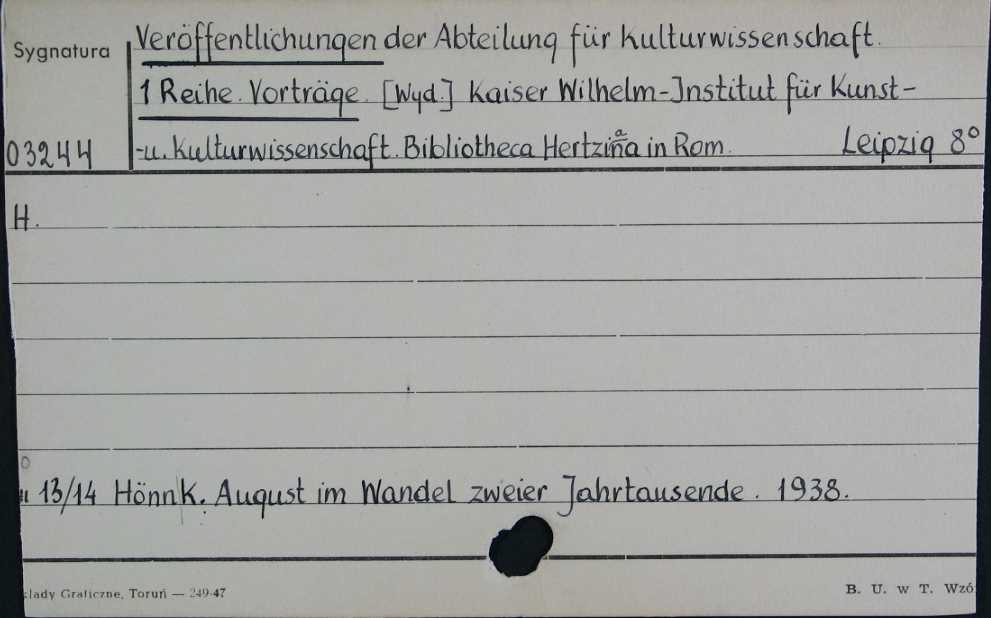 Sygnatura
Veröffentlichungen der Abteilung für Kulturwissenschaft.
1 Reihe. Vorträge. [Wyd.] Kaiser Wilhelm-Institut für Kunst-
03244
-u. Kulturwissenschaft. Bibliotheca Hertziana in Rom. Leipzig 8°
H.
13/14 Hönn K. August im Wandel zweier Jahrtausende. 1938.
łady Graficzne, Toruń — 249-47
B. U. w T. Wzó